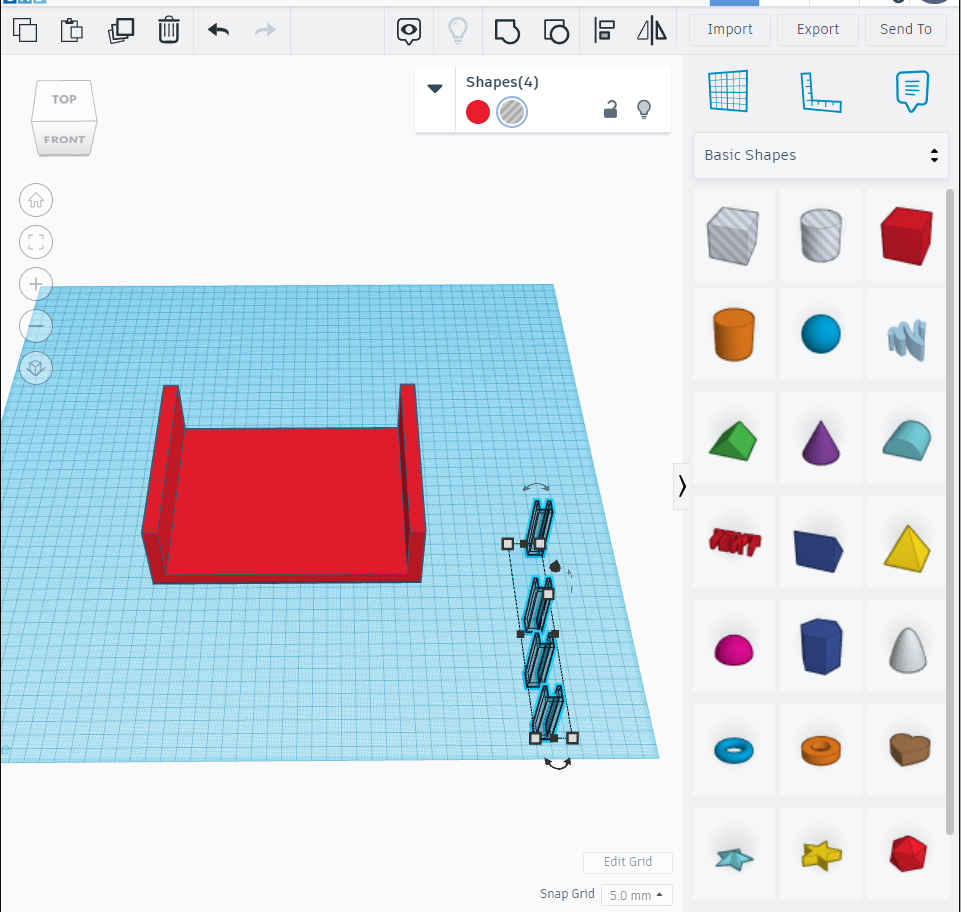 Import
Export
Send To
TOP
FRONT
Shapes(4)
Basic Shapes
TEXT
Edit Grid
Snap Grid
5.0 mm